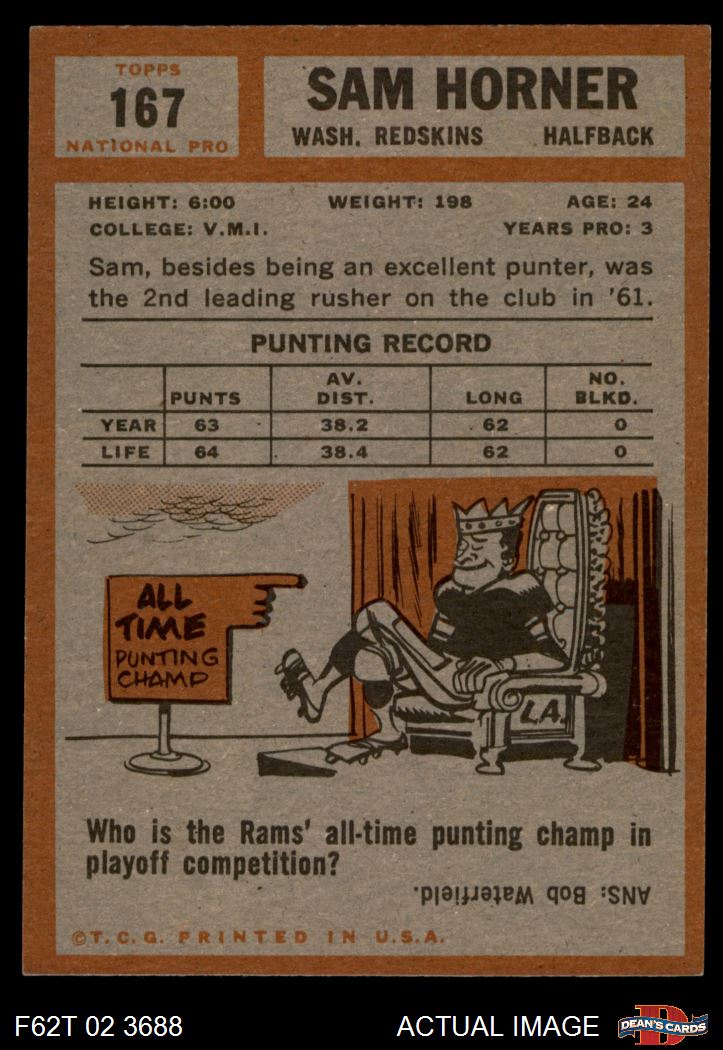 TOPPS
167
NATIONAL PRO
SAM HORNER
WASH. REDSKINS HALFBACK
HEIGHT: 6:00 WEIGHT: 198 AGE: 24
COLLEGE: V.M.I. YEARS PRO: 3
Sam, besides being an excellent punter, was
the 2nd leading rusher on the club in '61.
PUNTING RECORD
PUNTS AV. DIST. LONG NO. BLKD.
YEAR 63 38.2 62 0
LIFE 64 38.4 62 0
ALL
TIME
PUNTING
CHAMP
L.A.
Who is the Rams' all-time punting champ in
playoff competition?
ANS: Bob Waterfield.
©T.C.G. PRINTED IN U.S.A.
F62T 02 3688
ACTUAL IMAGE
D
DEAN'S CARDS